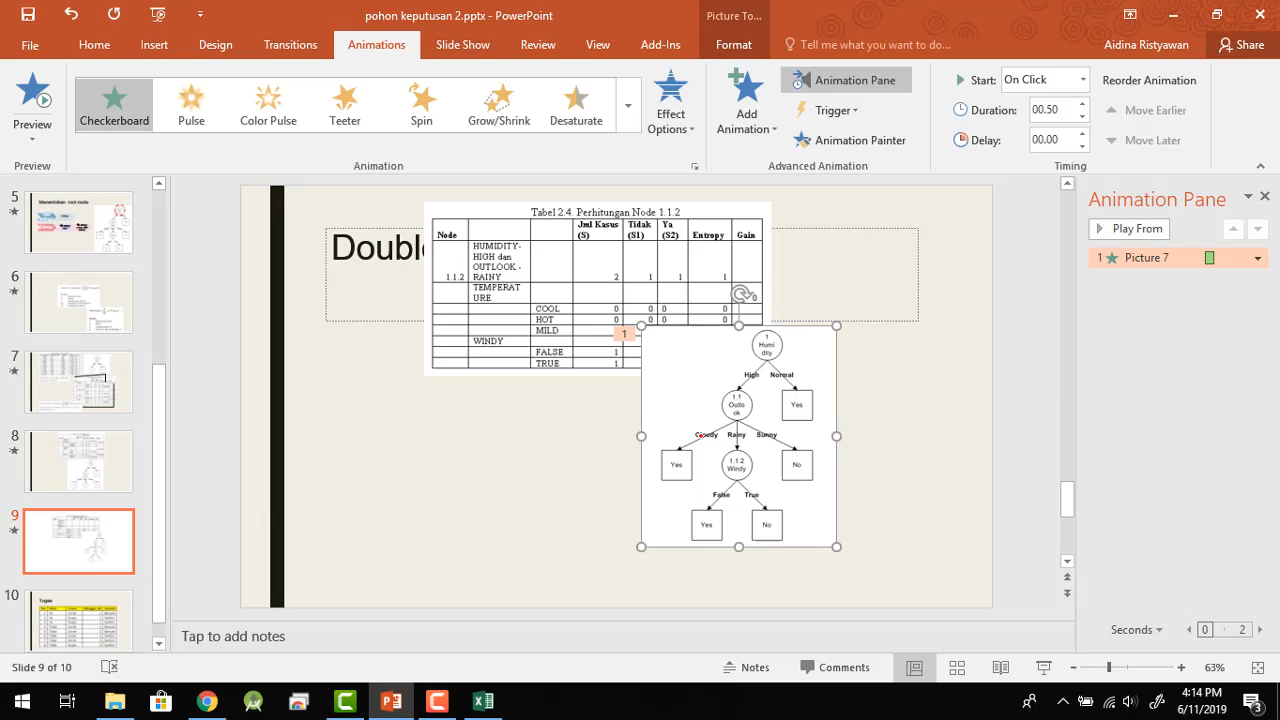 pohon keputusan 2.pptx - PowerPoint
Picture To...
File
Home
Insert
Design
Transitions
Animations
Slide Show
Review
View
Add-Ins
Format
Tell me what you want to do...
Aidina Ristyawan
Share
Preview
Checkerboard
Pulse
Color Pulse
Teeter
Spin
Grow/Shrink
Desaturate
Effect
Options
Add
Animation
Animation Pane
Trigger
Animation Painter
Start: On Click
Duration: 00.50
Delay: 00.00
Reorder Animation
Move Earlier
Move Later
Preview
Animation
Advanced Animation
Timing
5
Menentukan root node
6
7
8
9
10
Tugas
Double
Tabel 2.4. Perhitungan Node 1.1.2
Node Jml Kasus (S) Tidak (S1) Ya (S2) Entropy Gain
1.1.2 HUMIDITY-HIGH dan OUTLOOK - RAINY 2 1 1 1
TEMPERATURE 0
COOL 0 0 0 0
HOT 0 0 0 0
MILD
WINDY
FALSE 1
TRUE 1
1
1
Humi
dity
High Normal
1.1
Outlo
ok
Yes
Cloudy Rainy Sunny
Yes
1.1.2
Windy
No
False True
Yes
No
Animation Pane
Play From
1 Picture 7
Seconds
0
2
Tap to add notes
Slide 9 of 10
Notes
Comments
63%
4:14 PM
6/11/2019
3